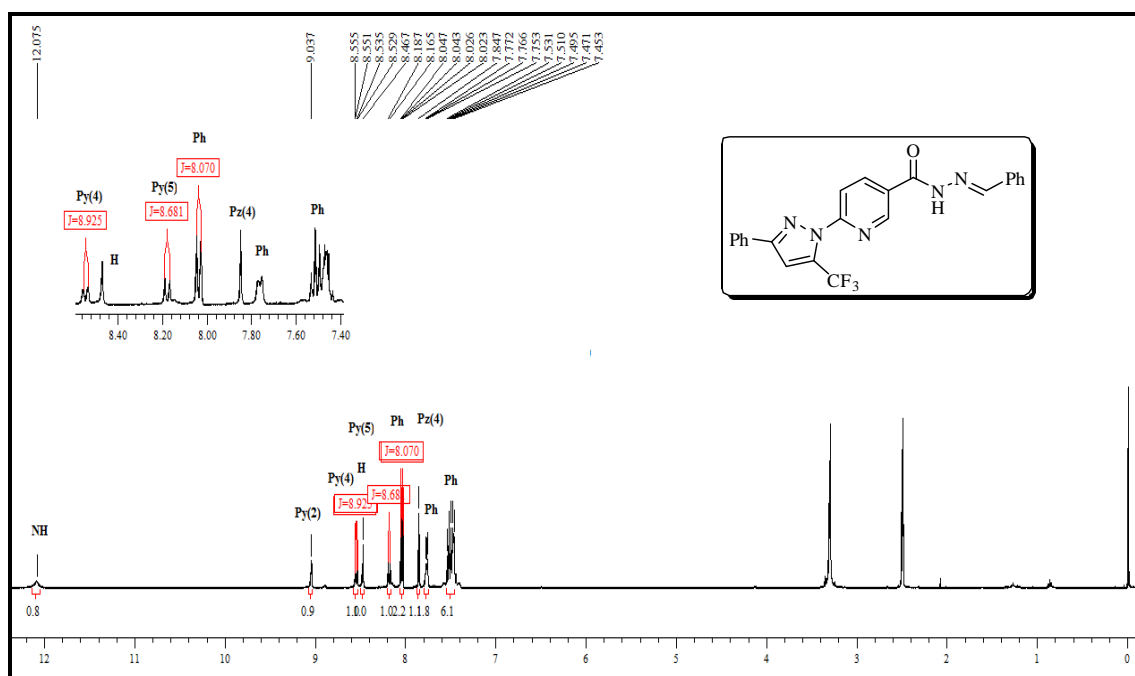 12.075
9.037
8.555
8.551
8.535
8.529
8.467
8.187
8.165
8.047
8.043
8.026
8.023
7.847
7.772
7.766
7.753
7.531
7.510
7.495
7.471
7.453
Ph
J=8.070
Py(4) Py(5)
J=8.925 J=8.681
H Pz(4) Ph Ph
8.40 8.20 8.00 7.80 7.60 7.40
O
N Ph
N
H
N
Ph N N
CF3
Py(5) Ph Pz(4)
J=8.070
Py(4) H
J=8.925 J=8.68
NH Py(2) Ph Ph
0.8 0.9 1.0 1.0 1.0 2.2 1.1 1.8 6.1
12 11 10 9 8 7 6 5 4 3 2 1 0